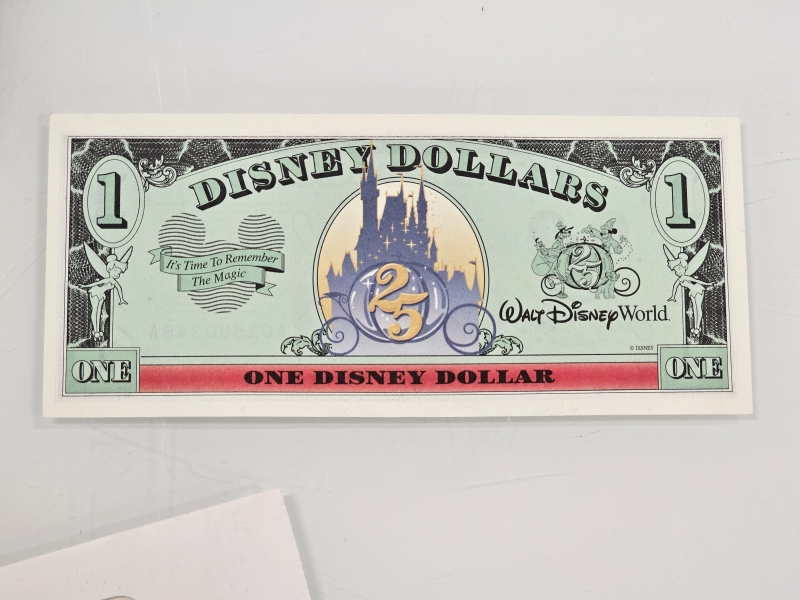 DISNEY DOLLARS
1
1
It's Time To Remember
The Magic
25
25
WALT DISNEY World.
© DISNEY
ONE
ONE DISNEY DOLLAR
ONE